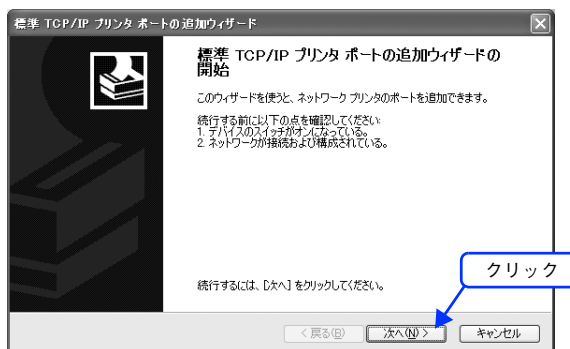 標準 TCP/IP プリンタ ポートの追加ウィザード
標準 TCP/IP プリンタ ポートの追加ウィザードの
開始
このウィザードを使うと、ネットワーク プリンタのポートを追加できます。
続行する前に以下の点を確認してください:
1. デバイスのスイッチがオンになっている。
2. ネットワークが接続および構成されている。
クリック
続行するには、[次へ] をクリックしてください。
< 戻る(B)
次へ(N) >
キャンセル